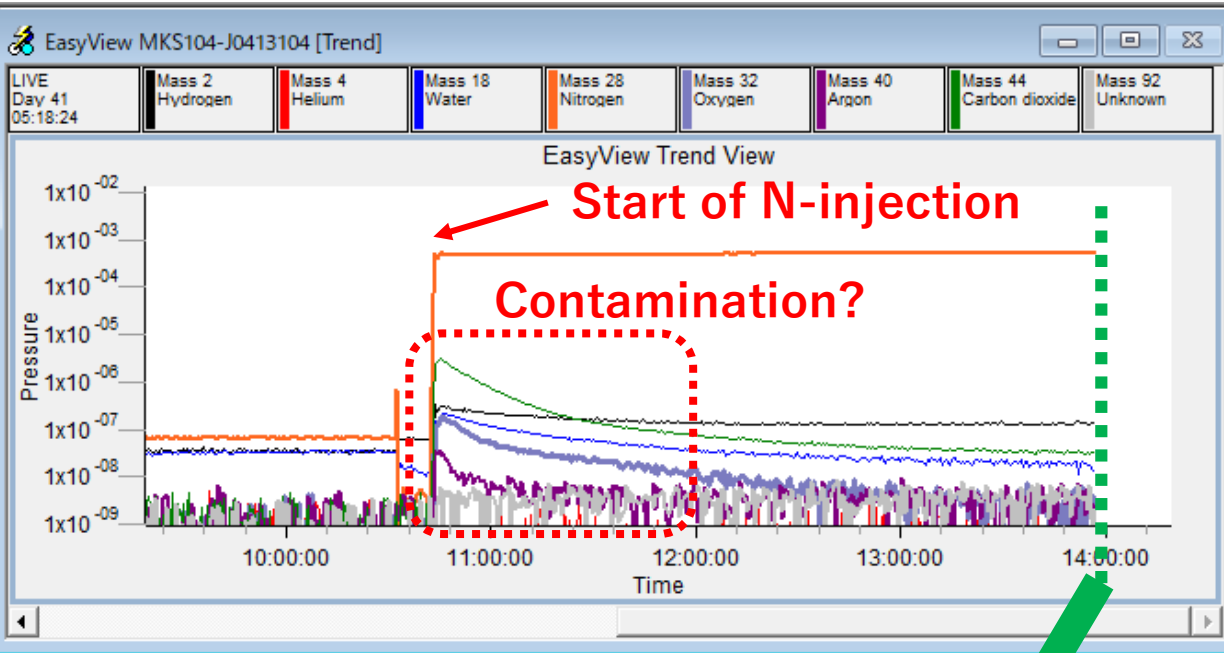 EasyView MKS104-J0413104 [Trend]
LIVE
Day 41
05:18:24
Mass 2
Hydrogen
Mass 4
Helium
Mass 18
Water
Mass 28
Nitrogen
Mass 32
Oxygen
Mass 40
Argon
Mass 44
Carbon dioxide
Mass 92
Unknown
EasyView Trend View
Start of N-injection
Contamination?
Pressure
1x10 -02
1x10 -03
1x10 -04
1x10 -05
1x10 -06
1x10 -07
1x10 -08
1x10 -09
10:00:00 11:00:00 12:00:00 13:00:00 14:00:00
Time